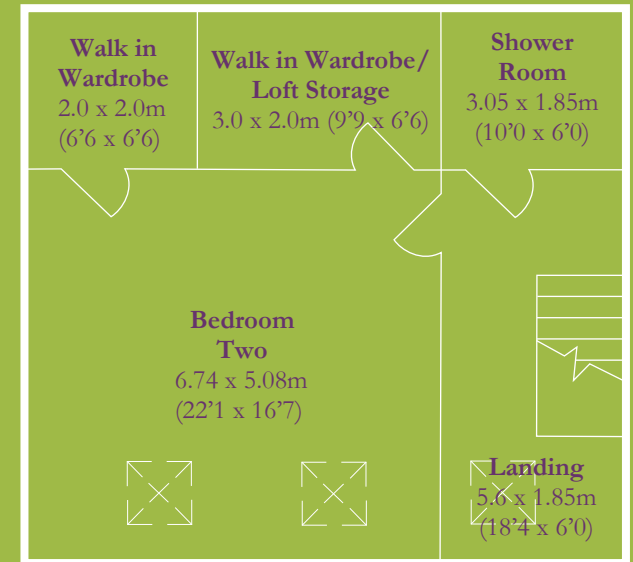 Walk in
Wardrobe
2.0 x 2.0m
(6'6 x 6'6)
Walk in Wardrobe/
Loft Storage
3.0 x 2.0m (9'9 x 6'6)
Shower
Room
3.05 x 1.85m
(10'0 x 6'0)
Bedroom
Two
6.74 x 5.08m
(22'1 x 16'7)
Landing
5.6 x 1.85m
(18'4 x 6'0)